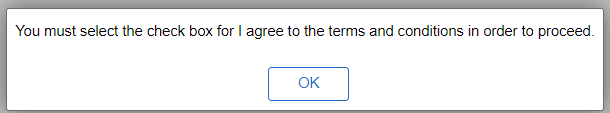 You must select the check box for I agree to the terms and conditions in order to proceed.
OK